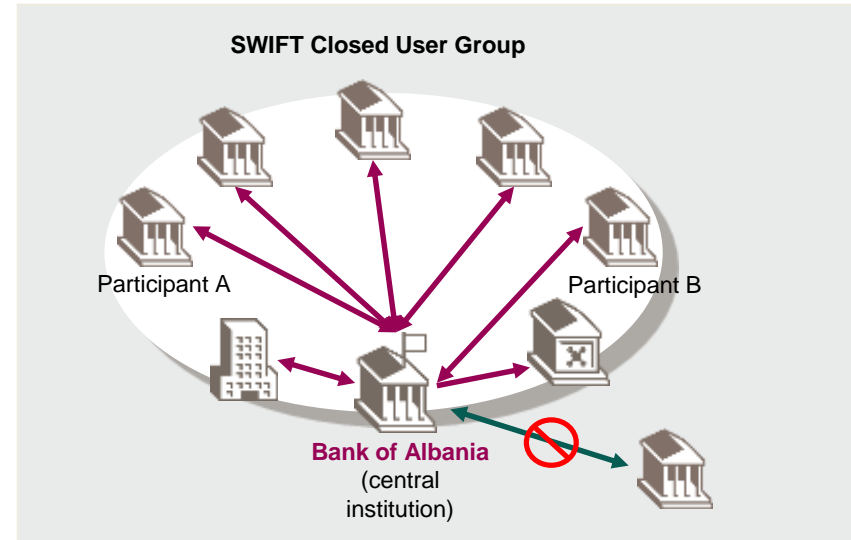 SWIFT Closed User Group
Participant A
Participant B
Bank of Albania
(central
institution)